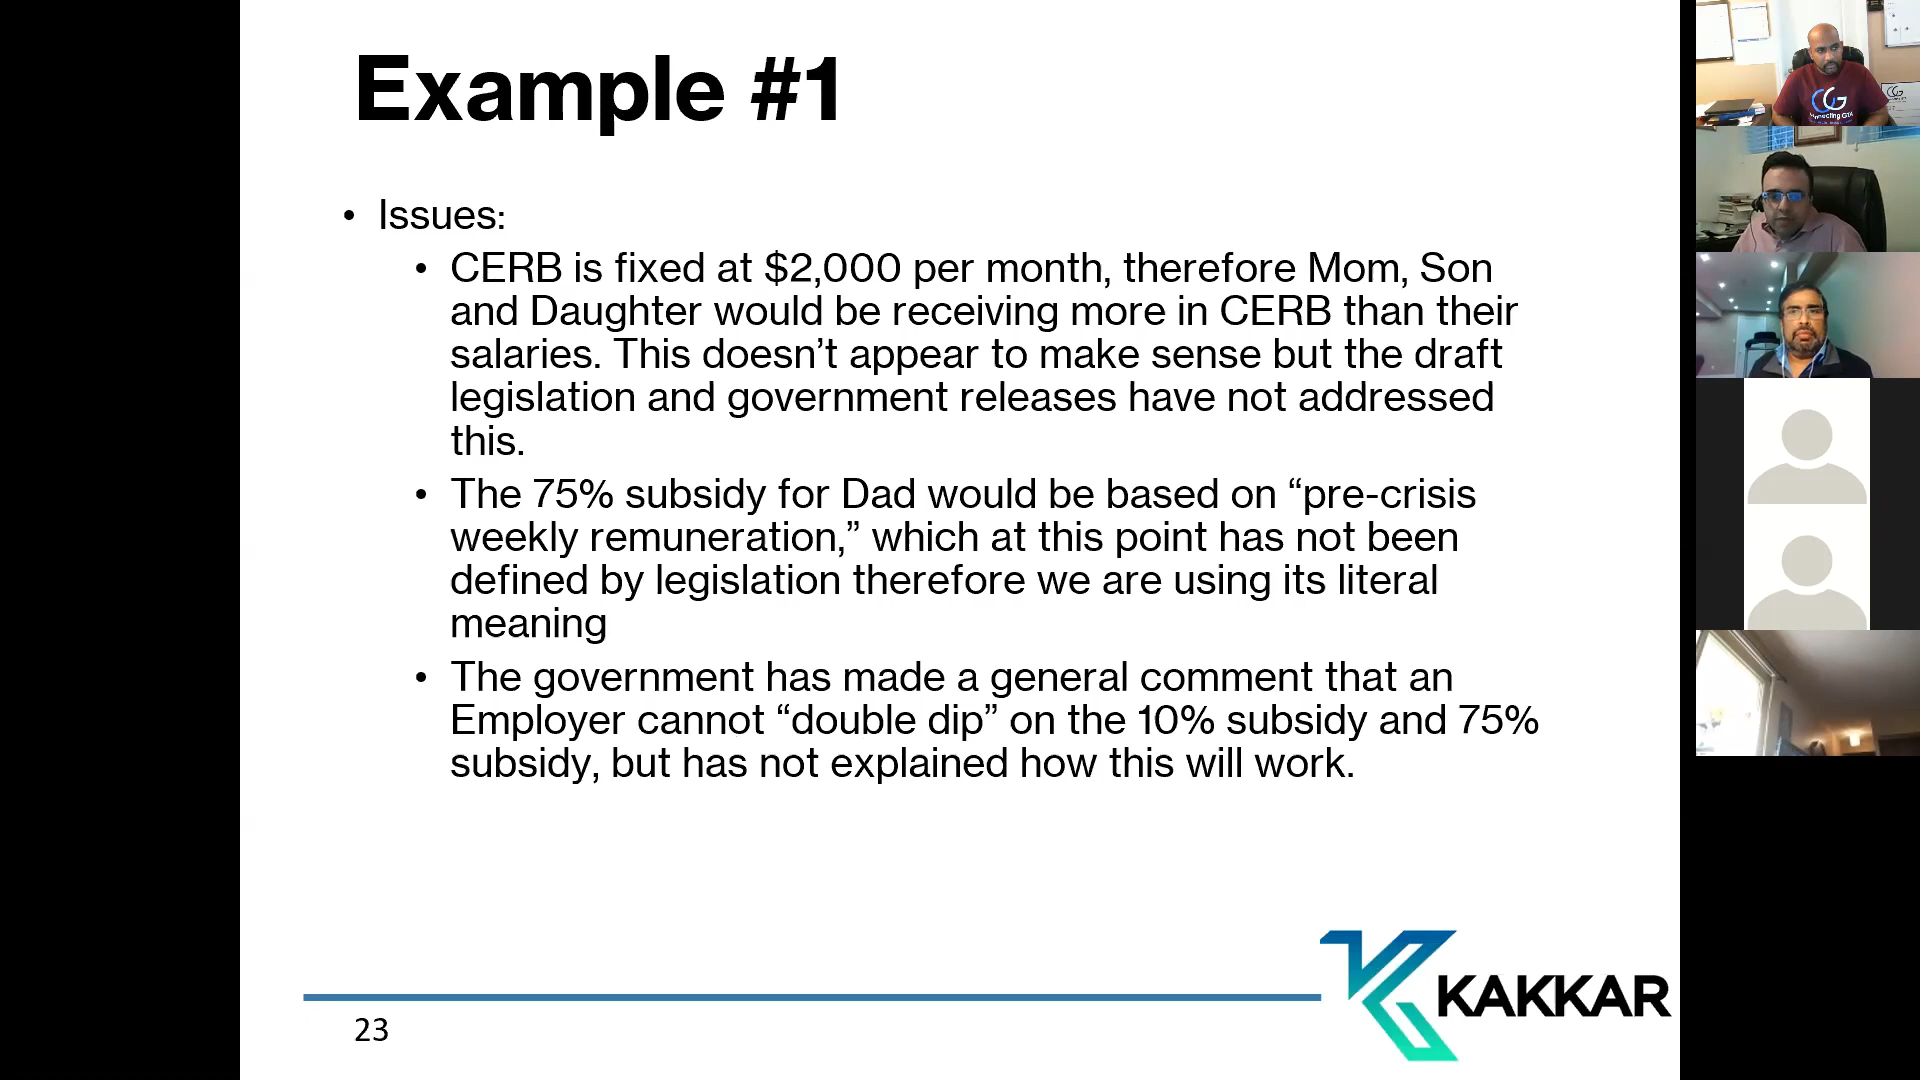 Example #1
• Issues:
• CERB is fixed at $2,000 per month, therefore Mom, Son
and Daughter would be receiving more in CERB than their
salaries. This doesn’t appear to make sense but the draft
legislation and government releases have not addressed
this.
• The 75% subsidy for Dad would be based on “pre-crisis
weekly remuneration,” which at this point has not been
defined by legislation therefore we are using its literal
meaning
• The government has made a general comment that an
Employer cannot “double dip” on the 10% subsidy and 75%
subsidy, but has not explained how this will work.
KAKKAR
23
CG